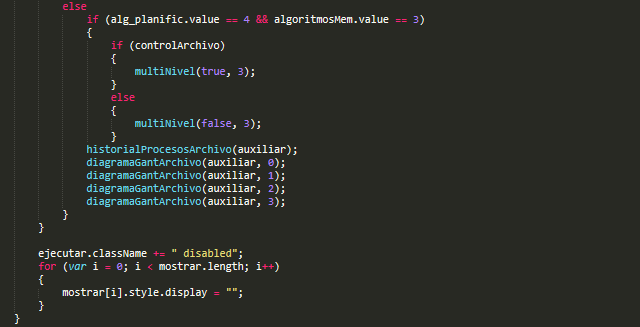 else
if (alg_planific.value == 4 && algoritmosMem.value == 3)
{
if (controlArchivo)
{
multiNivel(true, 3);
}
else
{
multiNivel(false, 3);
}
historialProcesosArchivo(auxiliar);
diagramaGantArchivo(auxiliar, 0);
diagramaGantArchivo(auxiliar, 1);
diagramaGantArchivo(auxiliar, 2);
diagramaGantArchivo(auxiliar, 3);
}
}
ejecutar.className += " disabled";
for (var i = 0; i < mostrar.length; i++)
{
mostrar[i].style.display = "";
}
}